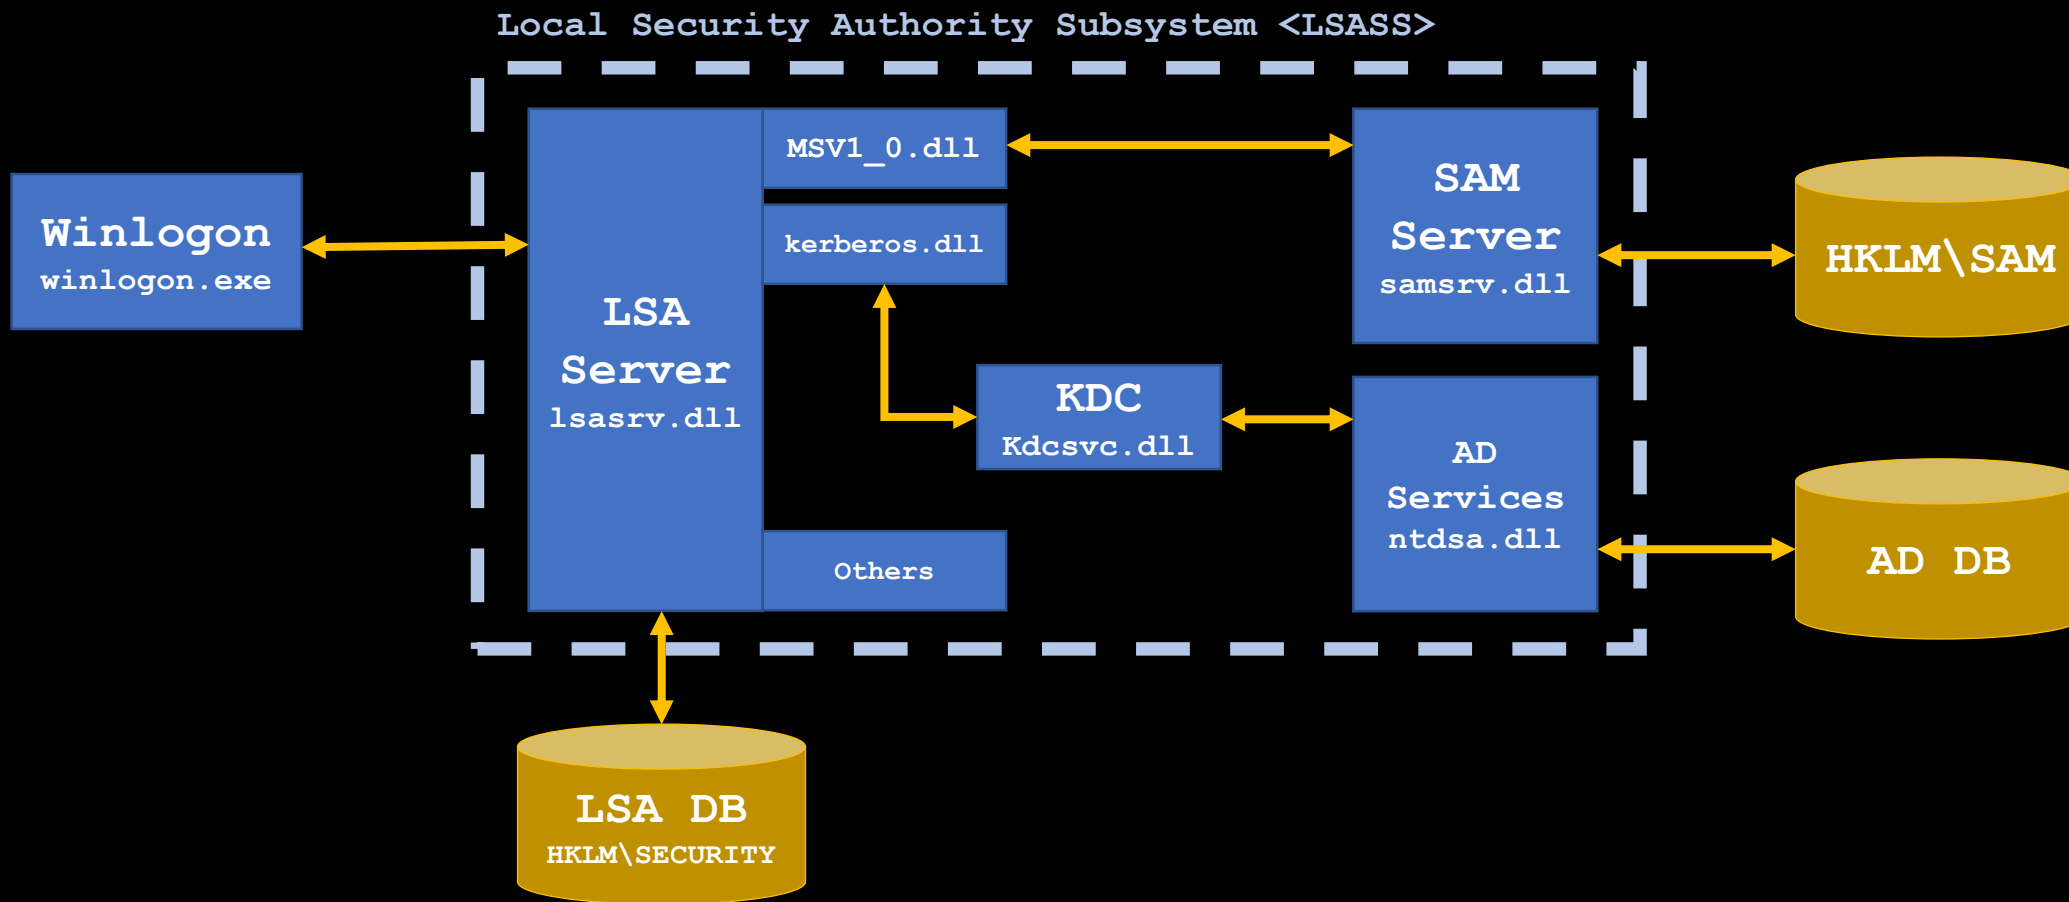 Local Security Authority Subsystem <LSASS>
Winlogon
winlogon.exe
LSA
Server
lsasrv.dll
MSV1_0.dll
kerberos.dll
Others
KDC
Kdcsvc.dll
SAM
Server
samsrv.dll
AD
Services
ntdsa.dll
HKLM\SAM
AD DB
LSA DB
HKLM\SECURITY